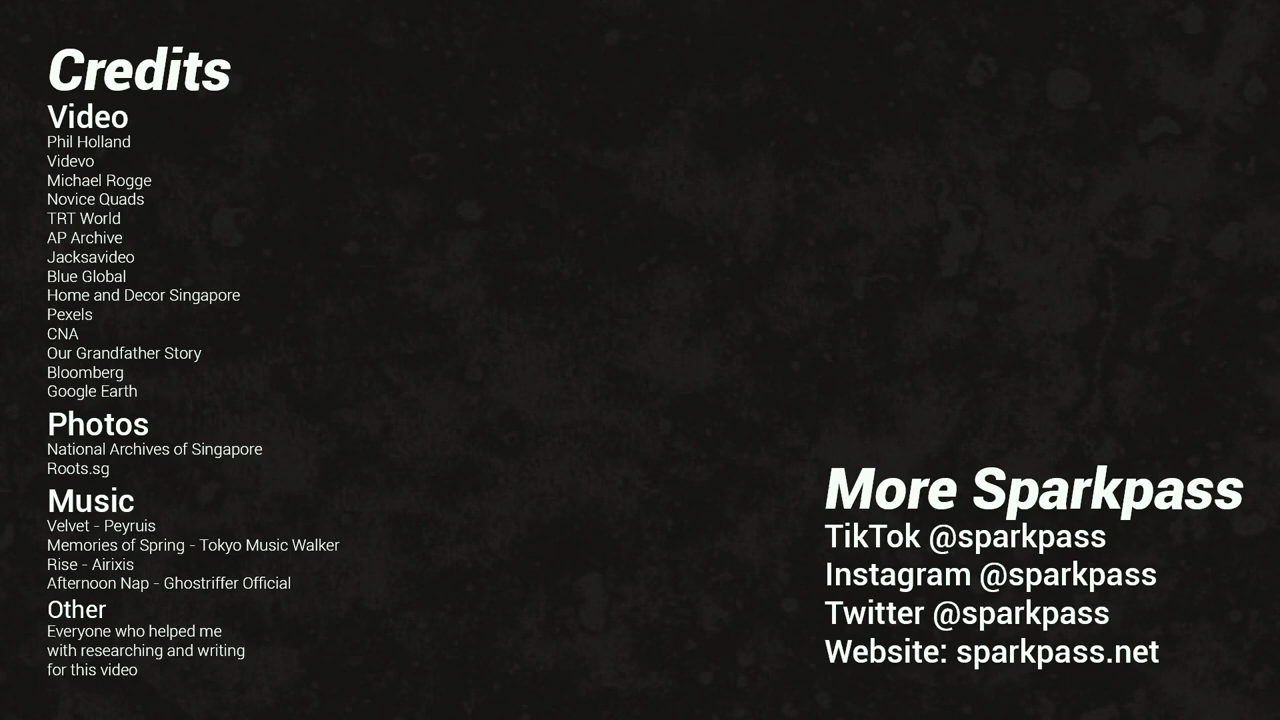 Credits
Video
Phil Holland
Videvo
Michael Rogge
Novice Quads
TRT World
AP Archive
Jacksavideo
Blue Global
Home and Decor Singapore
Pexels
CNA
Our Grandfather Story
Bloomberg
Google Earth
Photos
National Archives of Singapore
Roots.sg
Music
Velvet - Peyruis
Memories of Spring - Tokyo Music Walker
Rise - Airixis
Afternoon Nap - Ghostriffer Official
Other
Everyone who helped me
with researching and writing
for this video
More Sparkpass
TikTok @sparkpass
Instagram @sparkpass
Twitter @sparkpass
Website: sparkpass.net